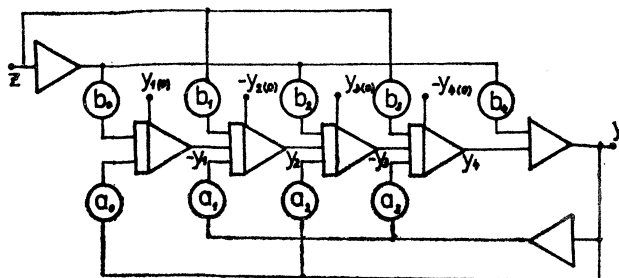 z
b₀ y₁₍₀₎ b₁ -y₂₍₀₎ b₂ y₃₍₀₎ b₃ -y₄₍₀₎ b₄ y
-y₁ y₂ -y₃ y₄
a₀ a₁ a₂ a₃